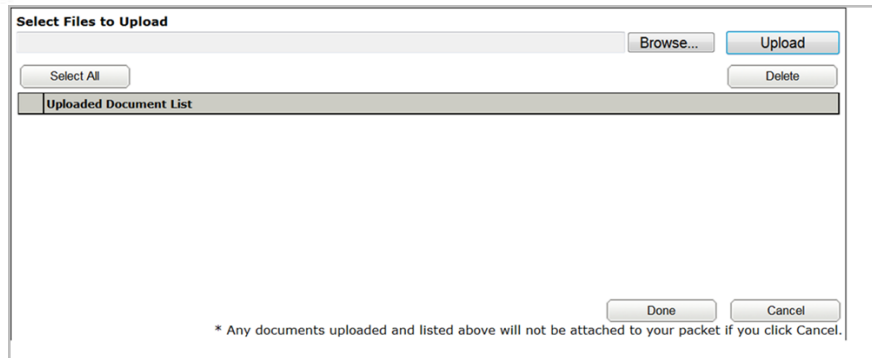 Select Files to Upload
Browse... Upload
Select All Delete
Uploaded Document List
Done Cancel
* Any documents uploaded and listed above will not be attached to your packet if you click Cancel.